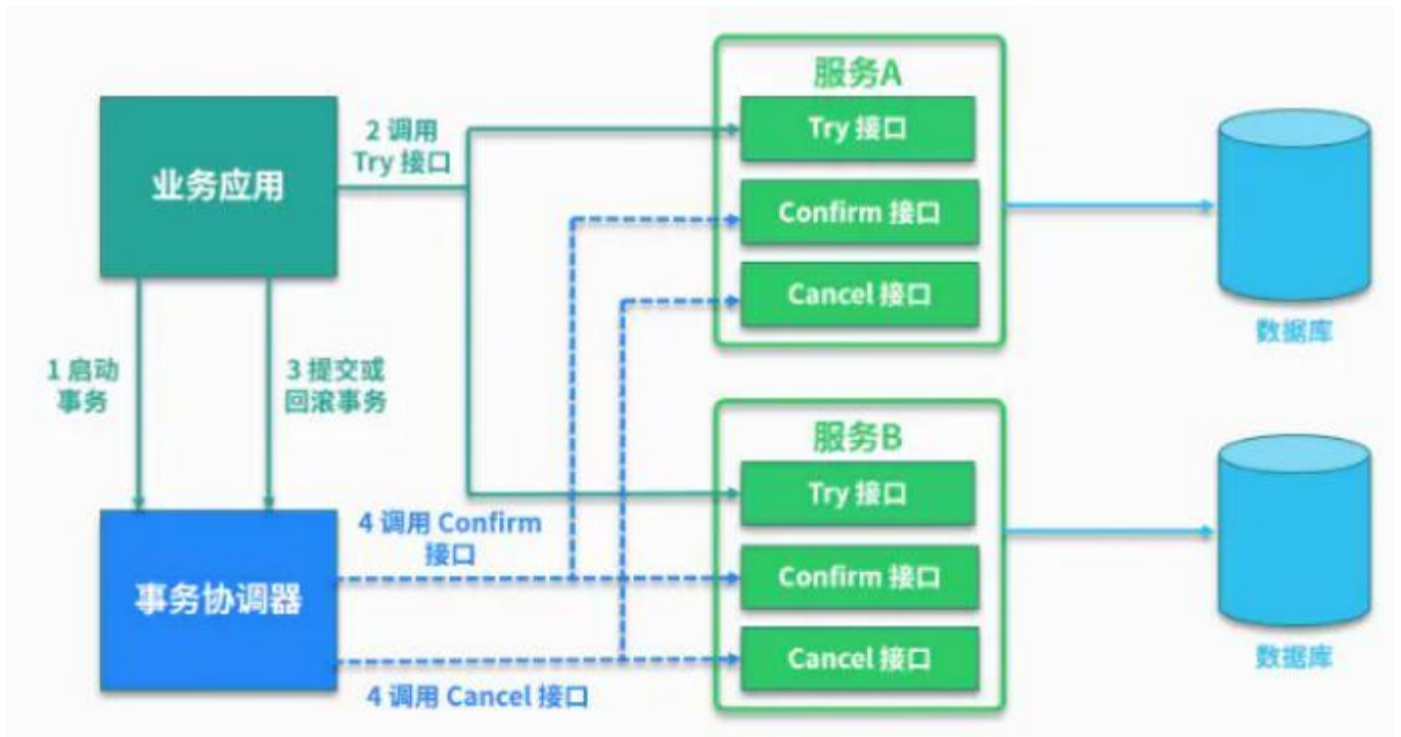 业务应用
2 调用
Try 接口
服务A
Try 接口
Confirm 接口
Cancel 接口
数据库
1 启动
事务
3 提交或
回滚事务
服务B
Try 接口
Confirm 接口
Cancel 接口
数据库
事务协调器
4 调用 Confirm
接口
4 调用 Cancel 接口